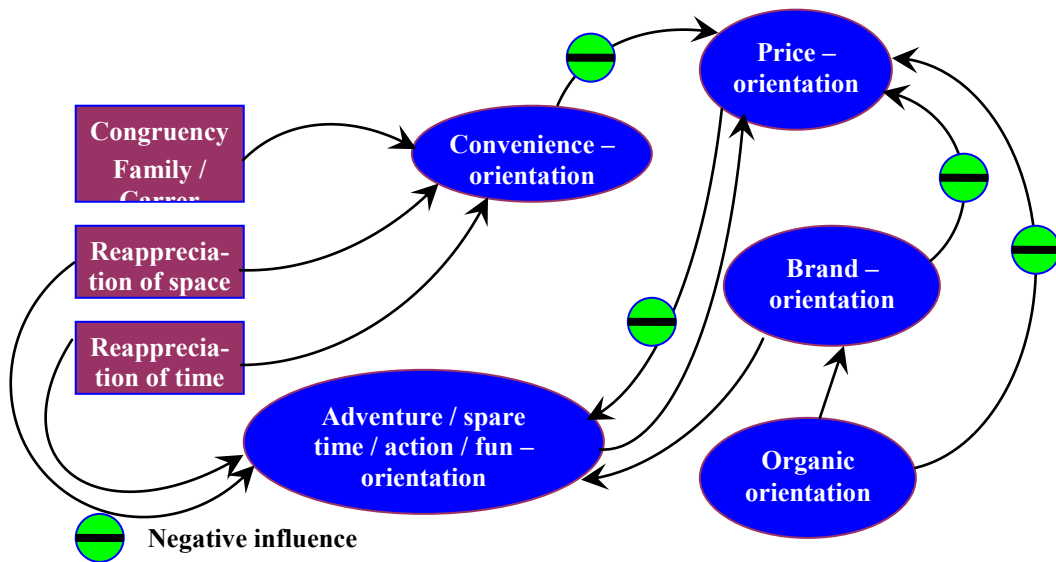 Price –
orientation
Congruency
Family /
Carrer
Convenience –
orientation
Reapprecia-
tion of space
Brand –
orientation
Reapprecia-
tion of time
Adventure / spare
time / action / fun –
orientation
Organic
orientation
Negative influence